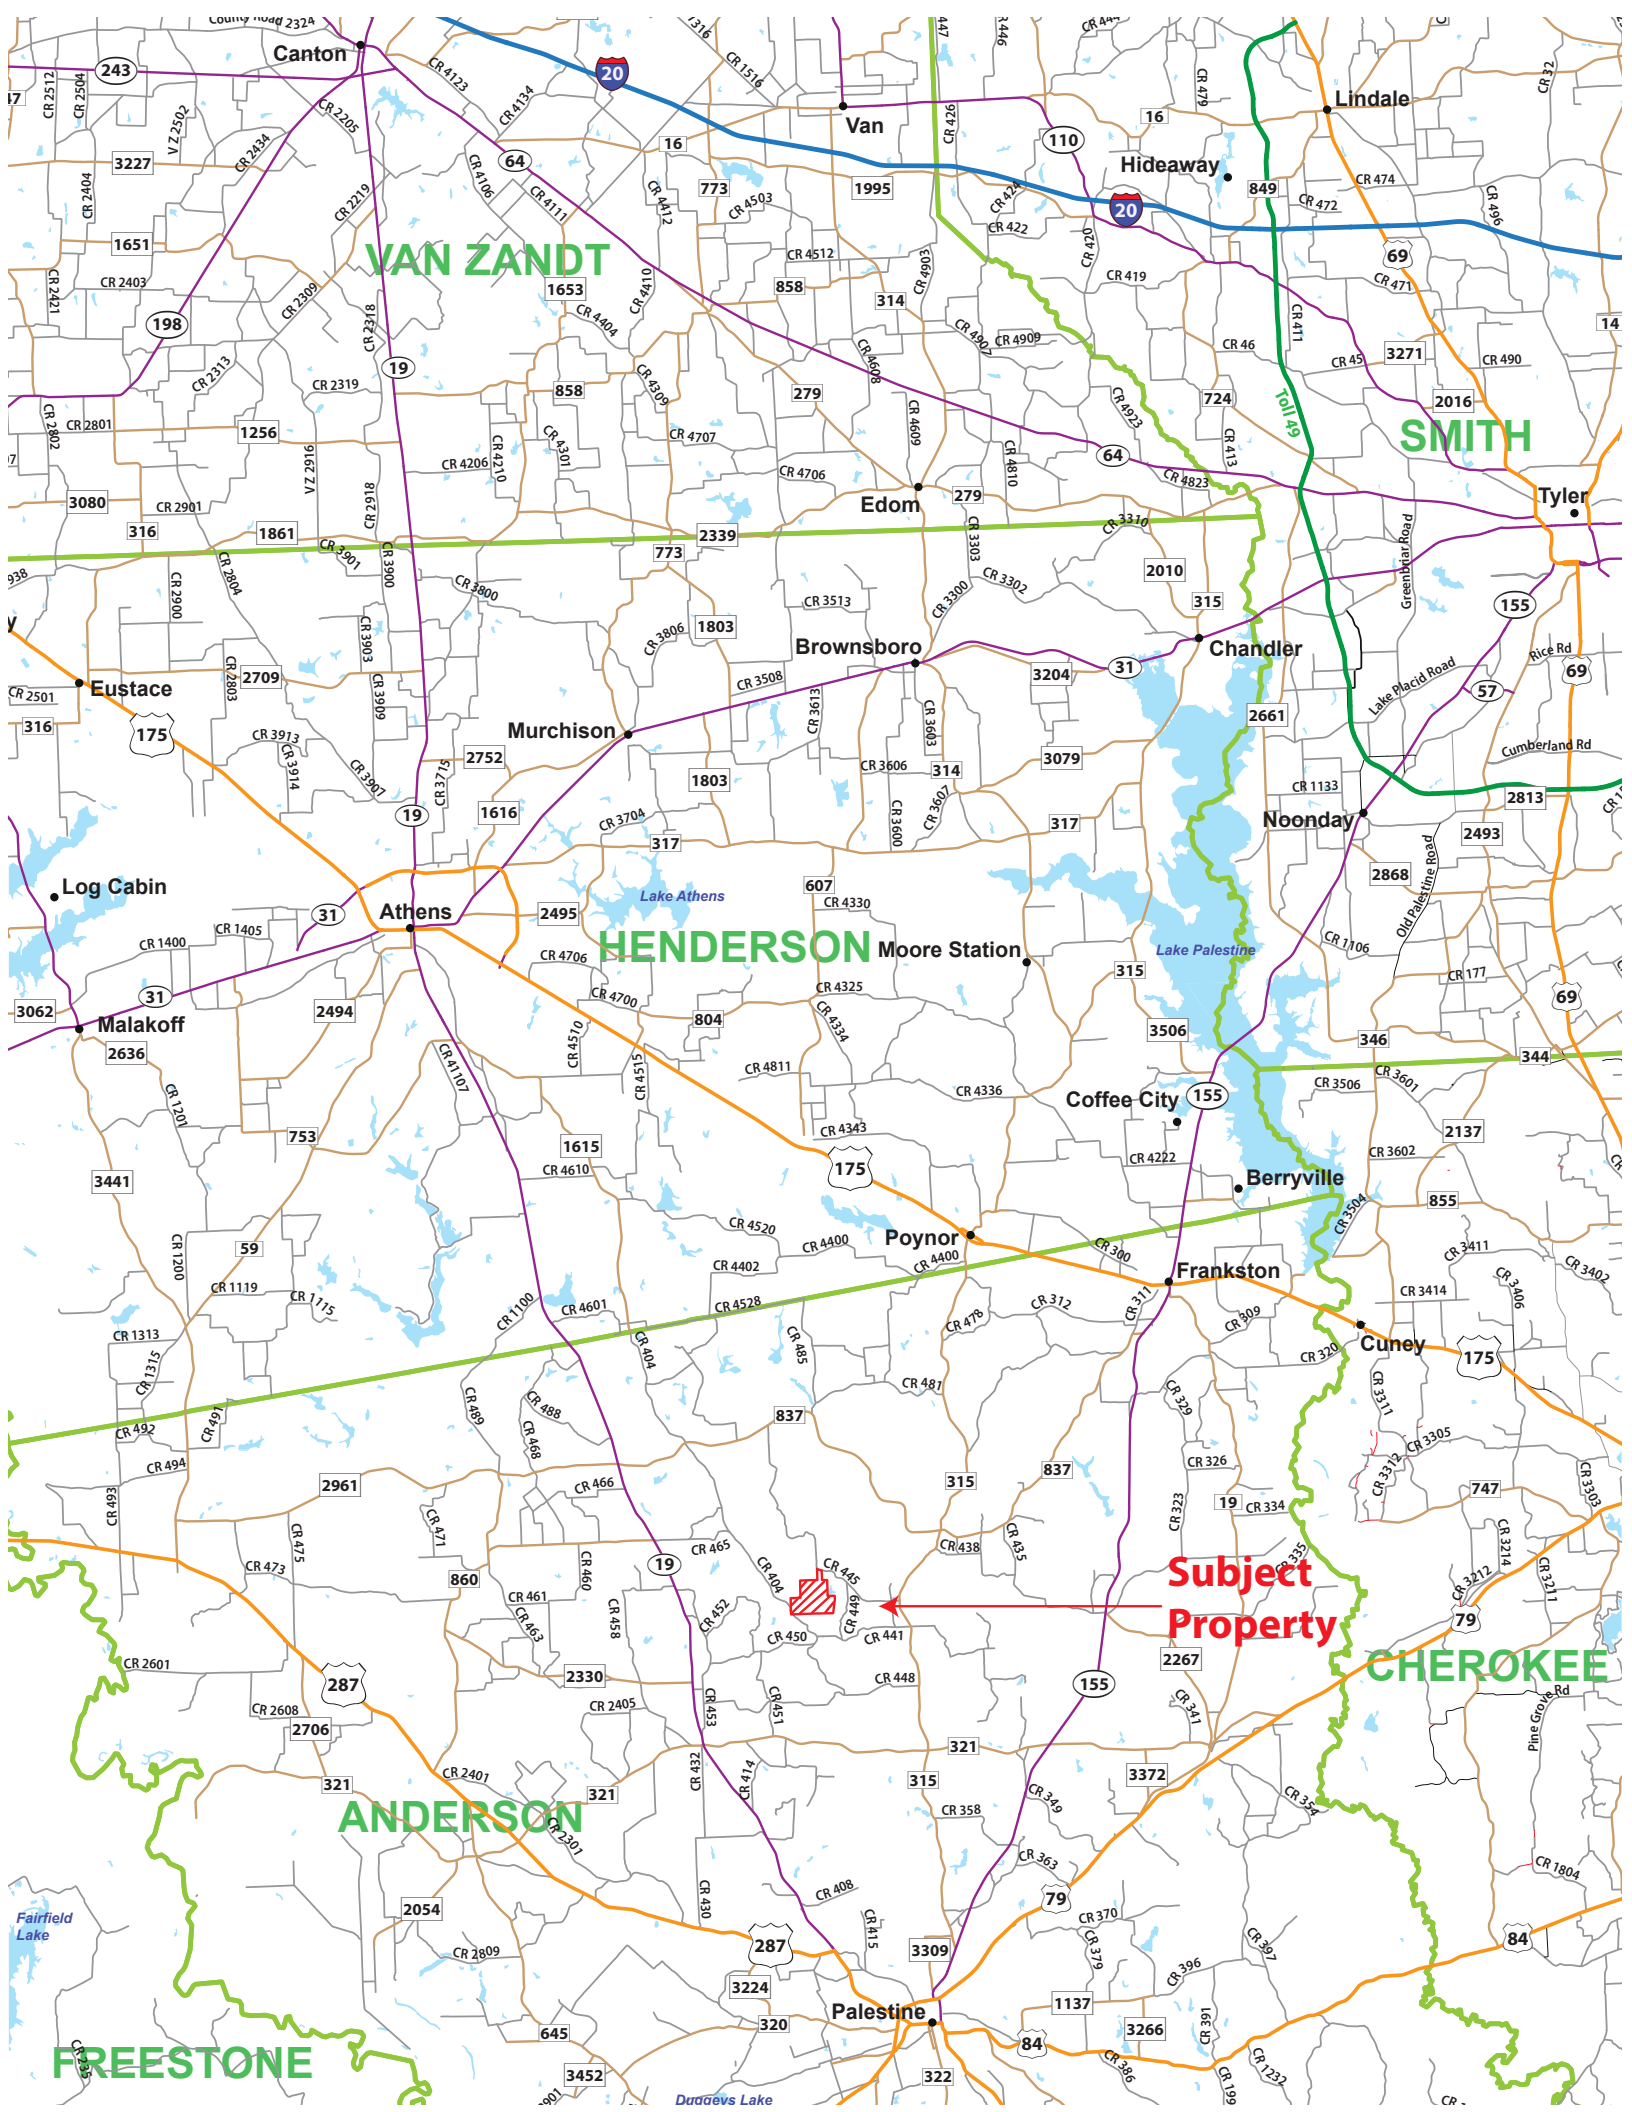 County Road 2324
Canton
243
CR 2512
CR 2504
47
V Z 2502
CR 2205
CR 2434
3227
CR 2404
CR 2219
1651
CR 2403
CR 2421
CR 2309
198
CR 2318
CR 2313
19
CR 2319
CR 2802
CR 2801
1256
V Z 2916
CR 2918
3080
CR 2901
316
1861
CR 4123
CR 4134
20
CR 1516
Van
16
64
CR 4106
CR 4111
CR 4412
773
CR 4503
1995
VAN ZANDT
1653
CR 4410
CR 4404
CR 4512
858
314
CR 4903
CR 4907
CR 4909
CR 4608
858
CR 4309
279
CR 4609
CR 4707
CR 4206
CR 4210
CR 4301
CR 4706
CR 4810
Edom
279
2339
CR 446
CR 444
CR 426
110
16
CR 479
Lindale
CR 32
Hideaway
849
CR 474
CR 472
CR 496
20
CR 424
CR 422
CR 420
CR 419
69
CR 471
CR 411
14
CR 46
CR 45
3271
CR 490
724
2016
CR 4923
Toll 49
SMITH
CR 413
64
CR 4823
Tyler
CR 3310
CR 3303
773
2010
Greenbriar Road
155
CR 3901
CR 3600
CR 2804
CR 2900
CR 3800
CR 3513
CR 3300
CR 3302
315
CR 3903
CR 3806
1803
Brownsboro
Chandler
31
3204
Rice Rd
69
Lake Placid Road
57
Eustace
CR 2501
CR 2803
2709
CR 3909
CR 3508
316
175
CR 3913
CR 3914
CR 3907
Murchison
CR 3613
CR 3603
2661
2752
CR 3715
1803
CR 3606
314
3079
Cumberland Rd
CR 1133
2813
19
1616
CR 3704
CR 3600
CR 3607
317
317
Noonday
2493
2868
Old Palestine Road
Log Cabin
607
CR 4330
Lake Athens
31
Athens
2495
HENDERSON
Moore Station
Lake Palestine
CR 1106
CR 1400
CR 1405
CR 4706
315
CR 177
31
CR 4700
CR 4325
69
3062
Malakoff
2494
804
CR 4334
3506
346
2636
CR 4510
CR 4515
344
CR 41107
CR 4811
CR 4336
CR 3506
CR 3601
Coffee City
155
CR 1201
753
CR 4343
2137
1615
CR 4222
CR 3602
3441
CR 4610
175
Berryville
855
CR 3504
CR 4520
Poynor
CR 1200
59
CR 4400
CR 4400
CR 300
CR 3411
CR 4402
Frankston
CR 3402
CR 1119
CR 1115
CR 1100
CR 4601
CR 4528
CR 478
CR 312
CR 311
CR 309
CR 3414
CR 3406
CR 1313
CR 404
CR 485
Cuney
CR 320
175
CR 1315
CR 489
CR 488
CR 481
CR 329
CR 3311
CR 492
CR 491
CR 468
837
CR 3305
CR 494
2961
CR 466
315
837
CR 326
CR 3312
CR 493
CR 323
19
CR 334
747
CR 3303
CR 475
CR 471
CR 465
CR 438
CR 435
CR 3214
CR 473
860
CR 460
19
CR 404
CR 445
CR 335
CR 3212
CR 3211
CR 461
CR 449
Subject
Property
79
CR 463
CR 458
CR 452
CR 450
CR 441
CR 2601
2267
CHEROKEE
287
2330
CR 448
155
CR 2608
2706
CR 2405
CR 453
CR 451
CR 341
Pine Grove Rd
321
321
CR 2401
321
CR 432
CR 414
315
3372
ANDERSON
CR 358
CR 349
CR 354
CR 2301
CR 363
CR 1804
CR 408
79
2054
CR 430
Fairfield
Lake
CR 415
CR 370
84
287
3309
CR 379
CR 397
CR 2809
CR 396
3224
1137
Palestine
320
3266
CR 391
645
84
FREESTONE
CR 235
3452
322
CR 386
CR 199
CR 1232
Duggeys Lake